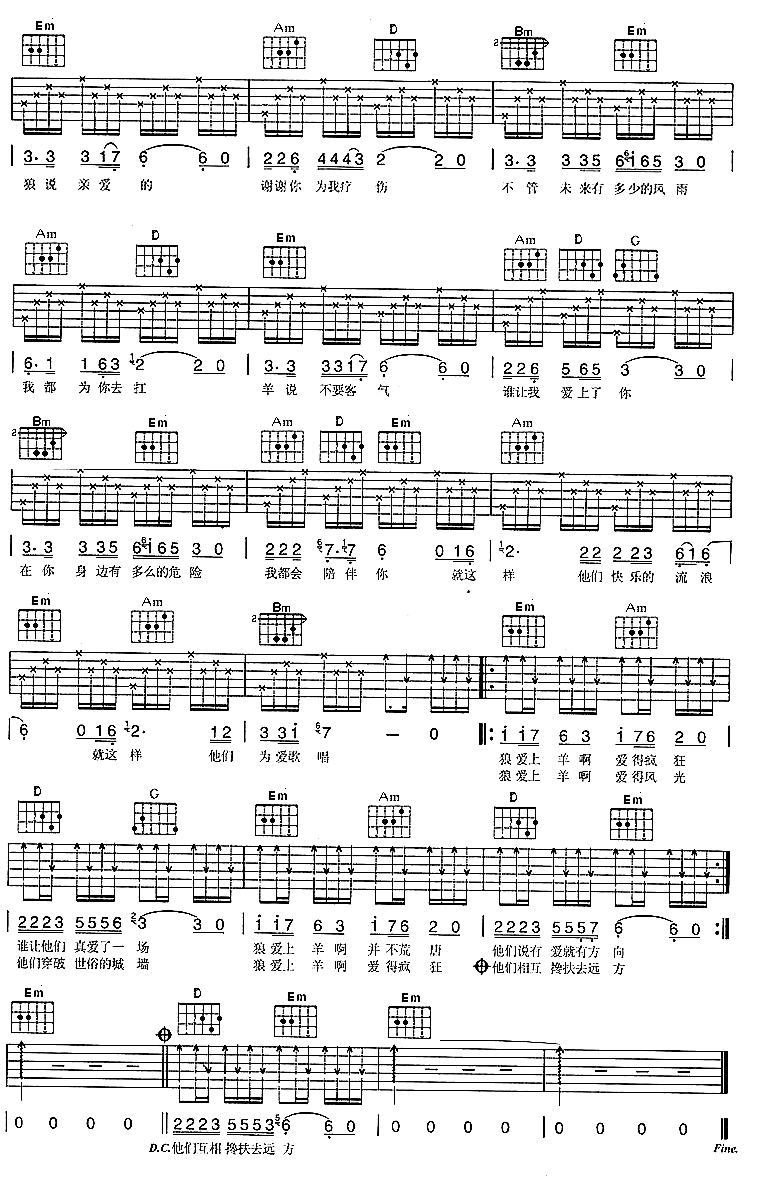 Em Am D Bm Em
3. 3 3 1 7 6 6 0 | 2 2 6 4 4 4 3 2 2 0 | 3. 3 3 3 5 6 1 6 5 3 0
狼说 亲爱的 谢谢你 为我疗伤 不管 未来有 多少的风雨
Am D Em Am D G
6. 1 1 6 3 2 2 0 | 3. 3 3 3 1 7 6 6 0 | 2 2 6 5 6 5 3 3 0
我都 为你去扛 羊说 不要客气 谁让我 爱上了你
Bm Em Am D Em Am
3. 3 3 3 5 6 1 6 5 3 0 | 2 2 2 7. 7 6 0 1 6 | 2. 2 2 2 2 3 6 1 6
在你 身边有 多么的危险 我都会 陪伴你 就这 样 他们 快乐的 流浪
Em Am Bm Em Am
6 0 1 6 2. 1 2 | 3 3 i 7 — 0 ‖: i i 7 6 3 i 7 6 2 0
就这样 他们 为爱歌唱 狼爱上 羊啊 爱得疯狂
狼爱上 羊啊 爱得风光
D G Em Am D Em
2 2 2 3 5 5 5 6 3 3 0 | i i 7 6 3 i 7 6 2 0 | 2 2 2 3 5 5 5 7 6 6 0 :‖
谁让他们 真爱了一场 狼爱上 羊啊 并不荒唐 他们说有 爱就有方向
他们穿破 世俗的城墙 狼爱上 羊啊 爱得疯狂 他们相互 搀扶去远方
Em D Em Em
0 0 0 0 ‖ 2 2 2 3 5 5 5 3 6 6 0 | 0 0 0 0 | 0 0 0 0
D.C.他们互相 搀扶去远方 Fine.